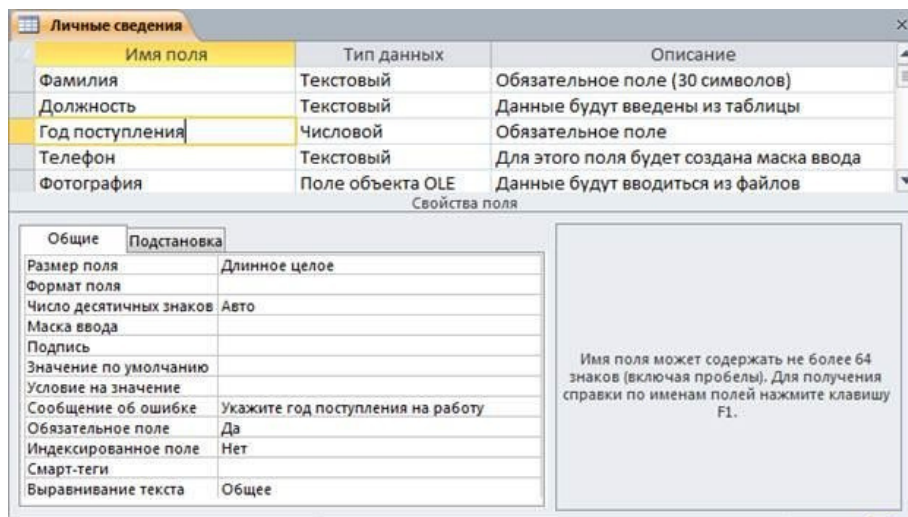 Личные сведения
Имя поля Тип данных Описание
Фамилия Текстовый Обязательное поле (30 символов)
Должность Текстовый Данные будут введены из таблицы
Год поступления Числовой Обязательное поле
Телефон Текстовый Для этого поля будет создана маска ввода
Фотография Поле объекта OLE Данные будут вводиться из файлов
Свойства поля
Общие Подстановка
Размер поля Длинное целое
Формат поля
Число десятичных знаков Авто
Маска ввода
Подпись
Значение по умолчанию
Условие на значение
Сообщение об ошибке Укажите год поступления на работу
Обязательное поле Да
Индексированное поле Нет
Смарт-теги
Выравнивание текста Общее
Имя поля может содержать не более 64
знаков (включая пробелы). Для получения
справки по именам полей нажмите клавишу
F1.